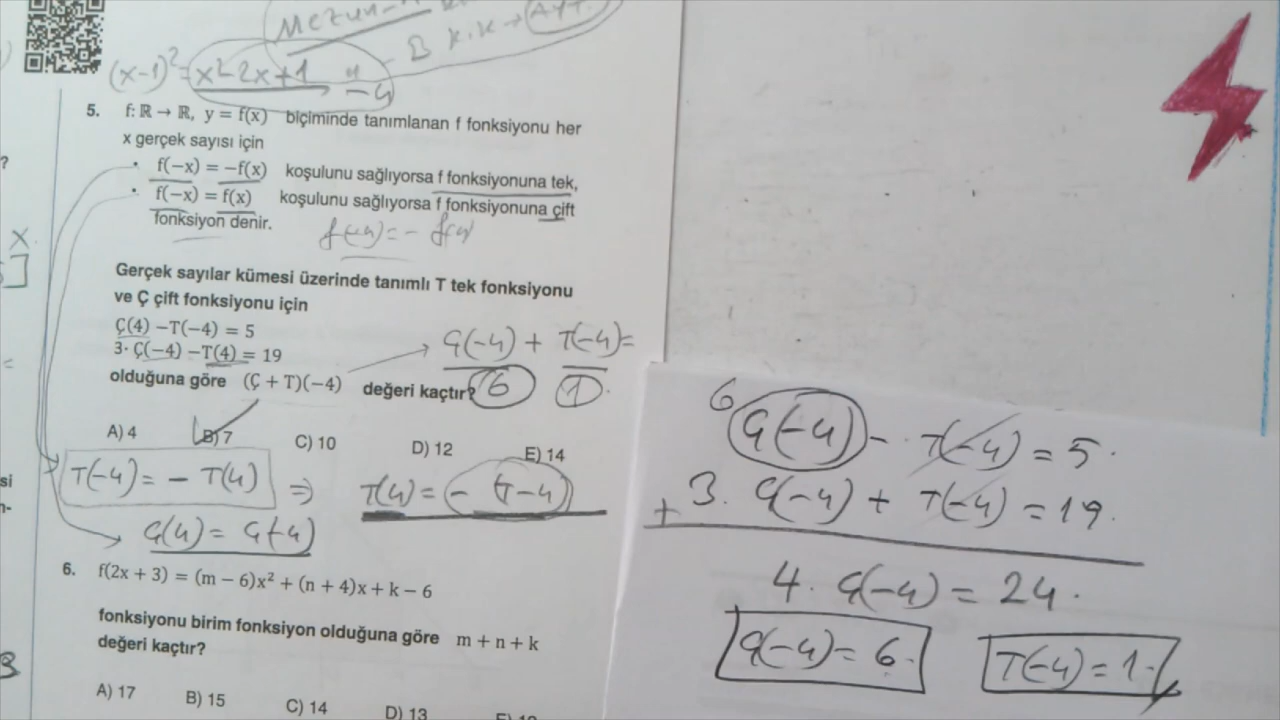 (x-1)² = x²-2x+1
-4
5. f: ℝ → ℝ, y = f(x) biçiminde tanımlanan f fonksiyonu her
x gerçek sayısı için
• f(−x) = −f(x) koşulunu sağlıyorsa f fonksiyonuna tek,
• f(−x) = f(x) koşulunu sağlıyorsa f fonksiyonuna çift
fonksiyon denir.
f(-4) = - f(4)
Gerçek sayılar kümesi üzerinde tanımlı T tek fonksiyonu
ve Ç çift fonksiyonu için
Ç(4) −T(−4) = 5
3· Ç(−4) −T(4) = 19
Ç(-4) + T(-4) =
olduğuna göre (Ç + T)(−4) değeri kaçtır?
6 1
A) 4 B) 7 C) 10 D) 12 E) 14
T(-4) = - T(4) ⇒ T(4) = - (T-4)
Ç(4) = Ç(-4)
6. f(2x + 3) = (m − 6)x² + (n + 4)x + k − 6
fonksiyonu birim fonksiyon olduğuna göre m + n + k
değeri kaçtır?
A) 17 B) 15 C) 14 D) 13
6
Ç(-4) - T(-4) = 5
+ 3. Ç(-4) + T(-4) = 19
4. Ç(-4) = 24
Ç(-4) = 6 T(-4) = 1